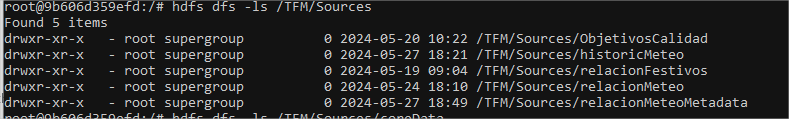 root@9b606d359efd:/# hdfs dfs -ls /TFM/Sources
Found 5 items
drwxr-xr-x   - root supergroup          0 2024-05-20 10:22 /TFM/Sources/ObjetivosCalidad
drwxr-xr-x   - root supergroup          0 2024-05-27 18:21 /TFM/Sources/historicMeteo
drwxr-xr-x   - root supergroup          0 2024-05-19 09:04 /TFM/Sources/relacionFestivos
drwxr-xr-x   - root supergroup          0 2024-05-24 18:10 /TFM/Sources/relacionMeteo
drwxr-xr-x   - root supergroup          0 2024-05-27 18:49 /TFM/Sources/relacionMeteoMetadata
root@9b606d359efd:/# hdfs dfs -ls /TFM/Sources/